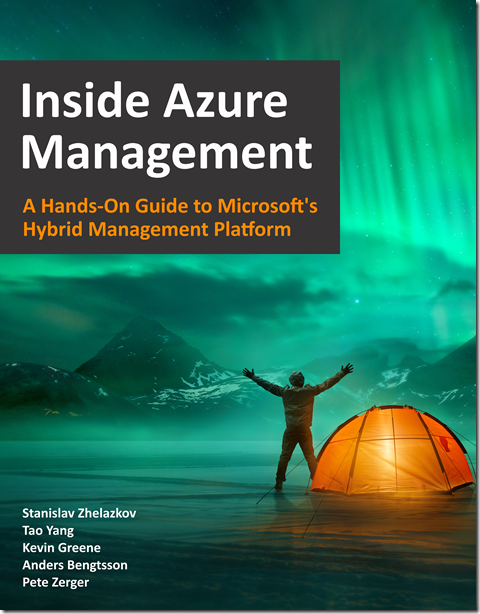 Inside Azure
Management
A Hands-On Guide to Microsoft's
Hybrid Management Platform
Stanislav Zhelazkov
Tao Yang
Kevin Greene
Anders Bengtsson
Pete Zerger